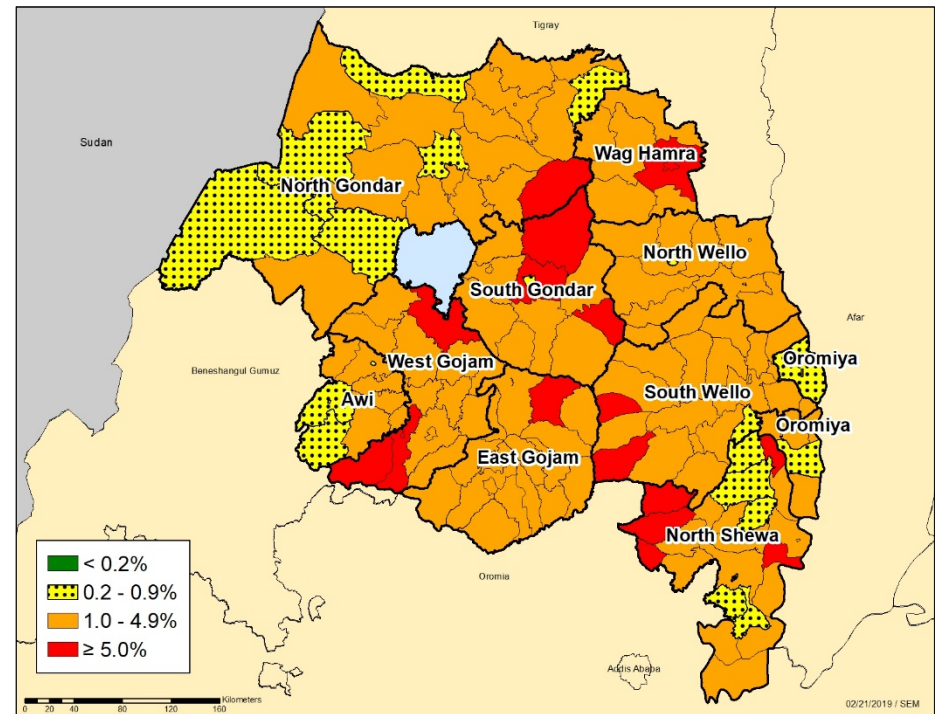 Tigray
Sudan
Wag Hamra
North Gondar
North Wello
South Gondar
Afar
Oromiya
West Gojam
Beneshangul Gumuz
South Wello
Awi
Oromiya
East Gojam
North Shewa
< 0.2%
0.2 - 0.9%
1.0 - 4.9%
≥ 5.0%
Oromia
Addis Ababa
Kilometers
0 20 40 80 120 160
02/21/2019 / SEM